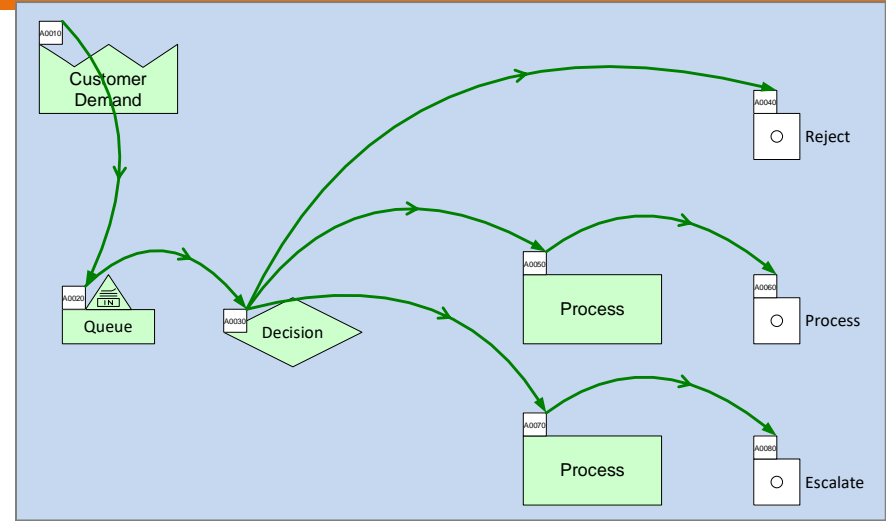 A0010
Customer
Demand
A0040
Reject
A0020
IN
Queue
A0030
Decision
A0050
Process
A0060
Process
A0070
Process
A0080
Escalate